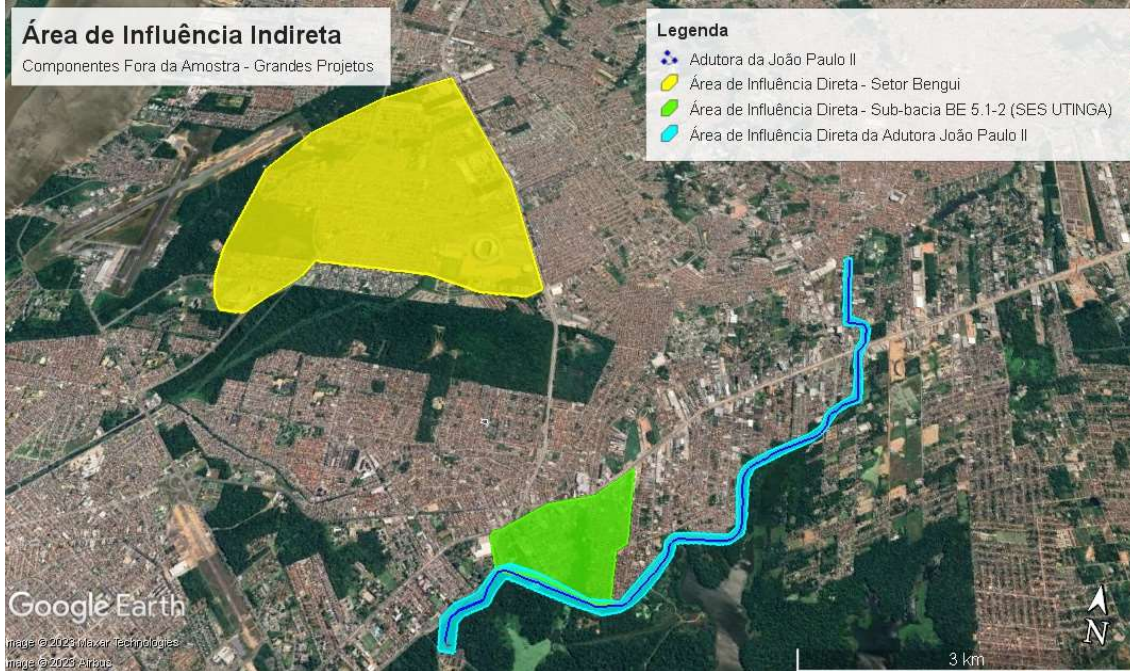 Área de Influência Indireta
Componentes Fora da Amostra - Grandes Projetos
Legenda
Adutora da João Paulo II
Área de Influência Direta - Setor Bengui
Área de Influência Direta - Sub-bacia BE 5.1-2 (SES UTINGA)
Área de Influência Direta da Adutora João Paulo II
Google Earth
mage © 2023 Maxar Technologies
mage © 2023 Airbus
N
3 km